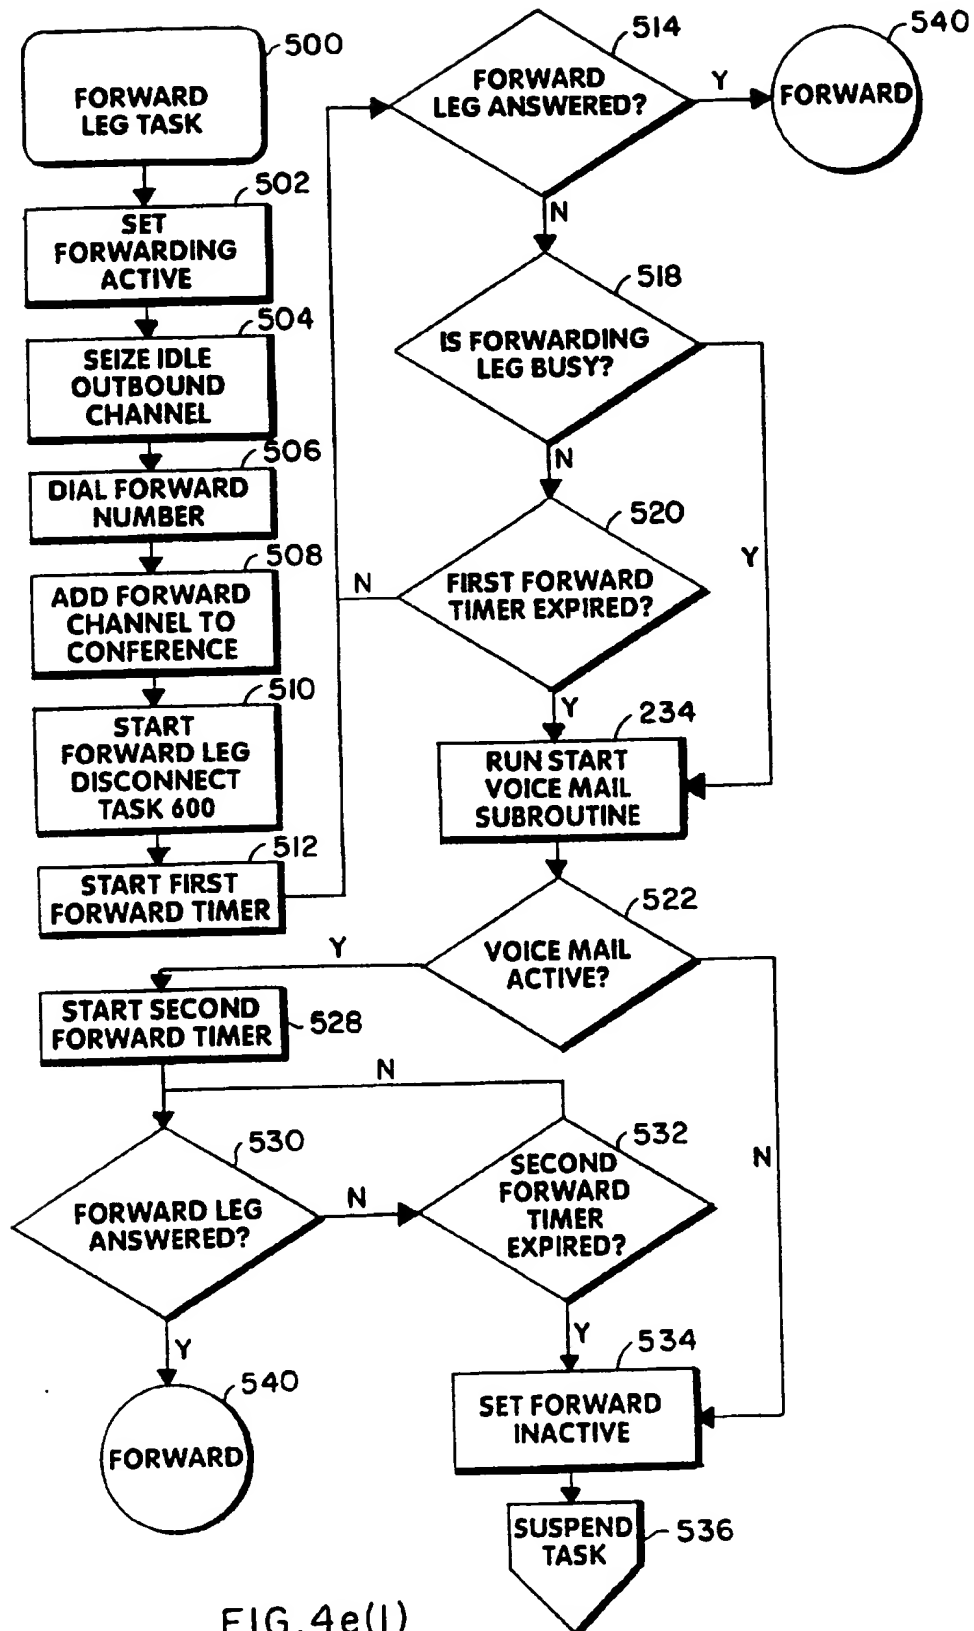 500
FORWARD
LEG TASK
502
SET
FORWARDING
ACTIVE
504
SEIZE IDLE
OUTBOUND
CHANNEL
506
DIAL FORWARD
NUMBER
508
ADD FORWARD
CHANNEL TO
CONFERENCE
510
START
FORWARD LEG
DISCONNECT
TASK 600
512
START FIRST
FORWARD TIMER
514
FORWARD
LEG ANSWERED?
Y
540
FORWARD
N
518
IS FORWARDING
LEG BUSY?
N
Y
520
FIRST FORWARD
TIMER EXPIRED?
N
Y
234
RUN START
VOICE MAIL
SUBROUTINE
522
VOICE MAIL
ACTIVE?
Y
N
START SECOND
FORWARD TIMER
528
N
530
FORWARD LEG
ANSWERED?
N
532
SECOND
FORWARD
TIMER
EXPIRED?
Y
540
FORWARD
Y
534
SET FORWARD
INACTIVE
SUSPEND
TASK
536
FIG.4e(1)